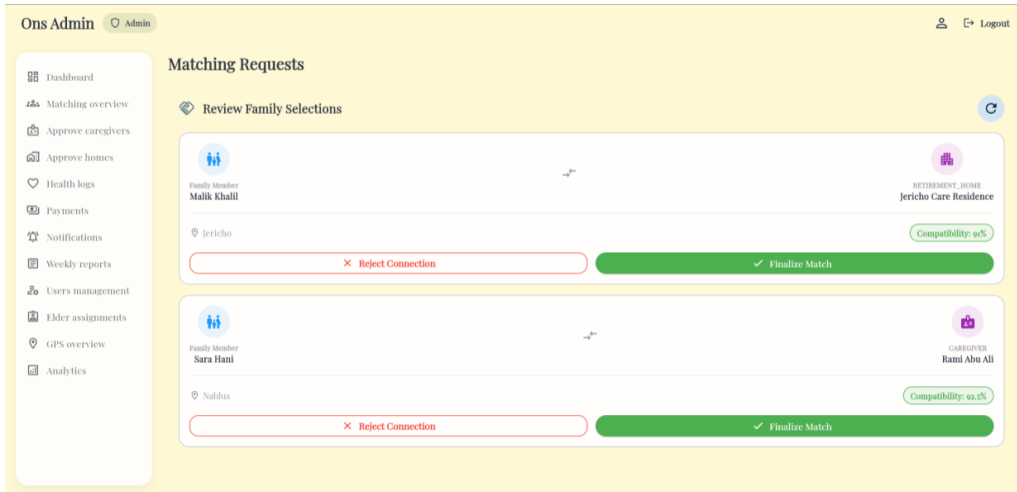 Ons Admin
Admin
Logout
Dashboard
Matching overview
Approve caregivers
Approve homes
Health logs
Payments
Notifications
Weekly reports
Users management
Elder assignments
GPS overview
Analytics
Matching Requests
Review Family Selections
Family Member
Malik Khalil
RETIREMENT_HOME
Jericho Care Residence
Jericho
Compatibility: 91%
Reject Connection
Finalize Match
Family Member
Sara Hani
CAREGIVER
Rami Abu Ali
Nablus
Compatibility: 92.5%
Reject Connection
Finalize Match